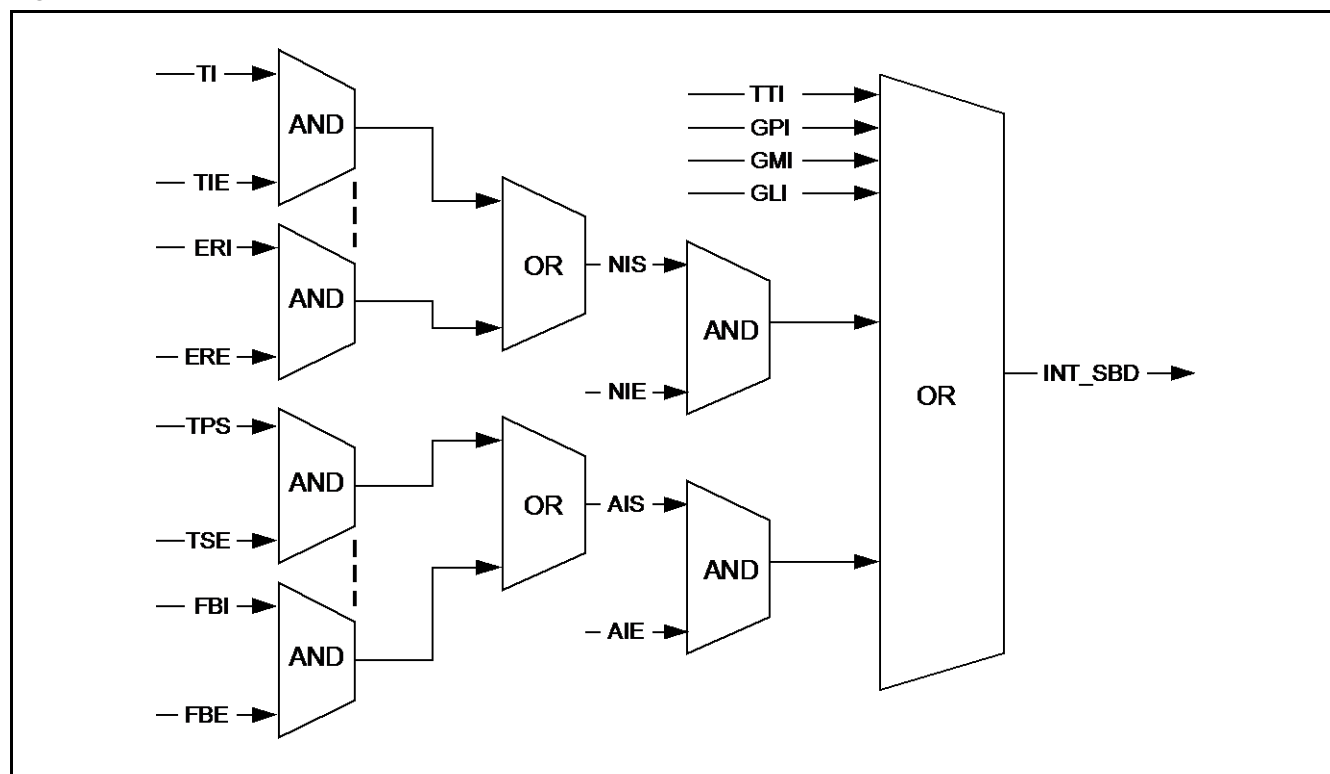 TI
AND
TIE
ERI
AND
ERE
TPS
AND
TSE
FBI
AND
FBE
OR
NIS
NIE
AND
OR
AIS
AIE
AND
TTI
GPI
GMI
GLI
OR
INT_SBD